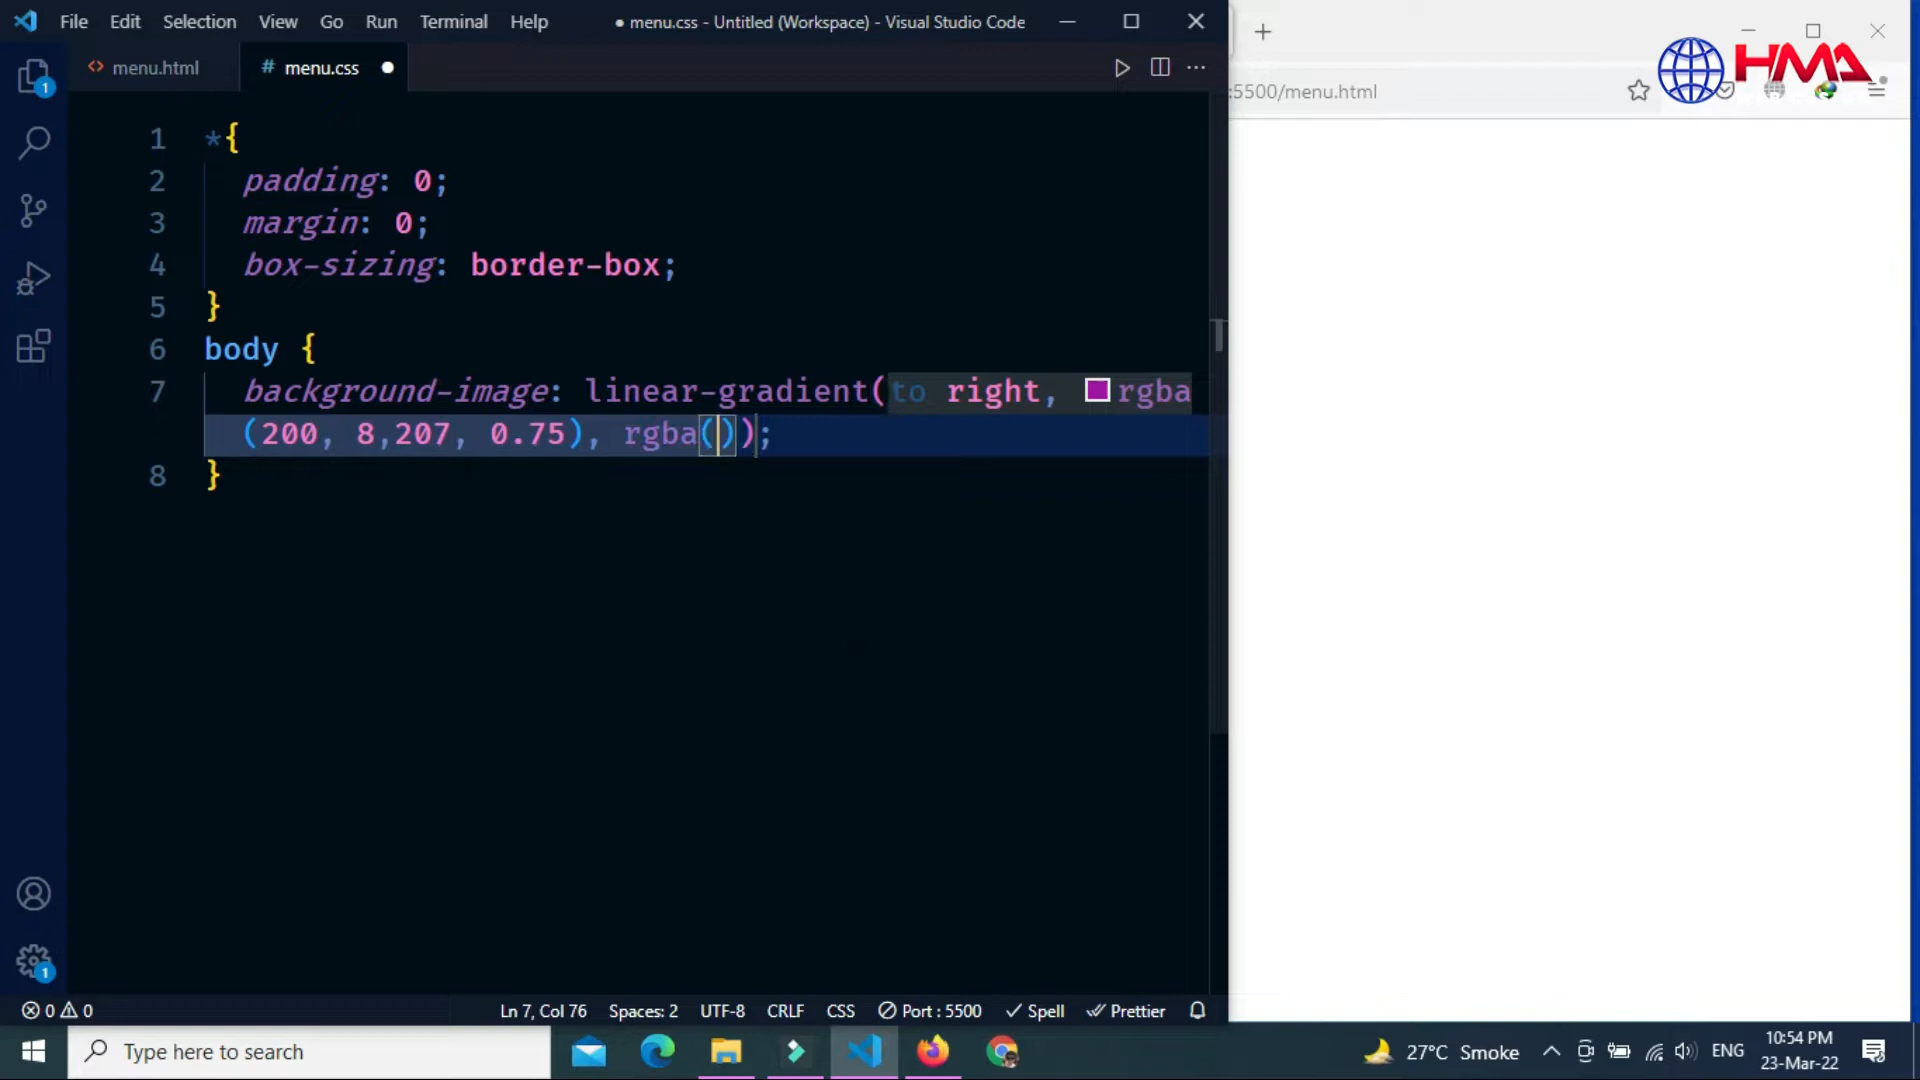 File Edit Selection View Go Run Terminal Help ● menu.css - Untitled (Workspace) - Visual Studio Code
HMA
<> menu.html # menu.css ●
:5500/menu.html
1 *{
2 padding: 0;
3 margin: 0;
4 box-sizing: border-box;
5 }
6 body {
7 background-image: linear-gradient(to right, rgba
(200, 8,207, 0.75), rgba());
8 }
1
1
0 0 Ln 7, Col 76 Spaces: 2 UTF-8 CRLF CSS Port : 5500 ✓ Spell Prettier
Type here to search
27°C Smoke ENG
10:54 PM
23-Mar-22